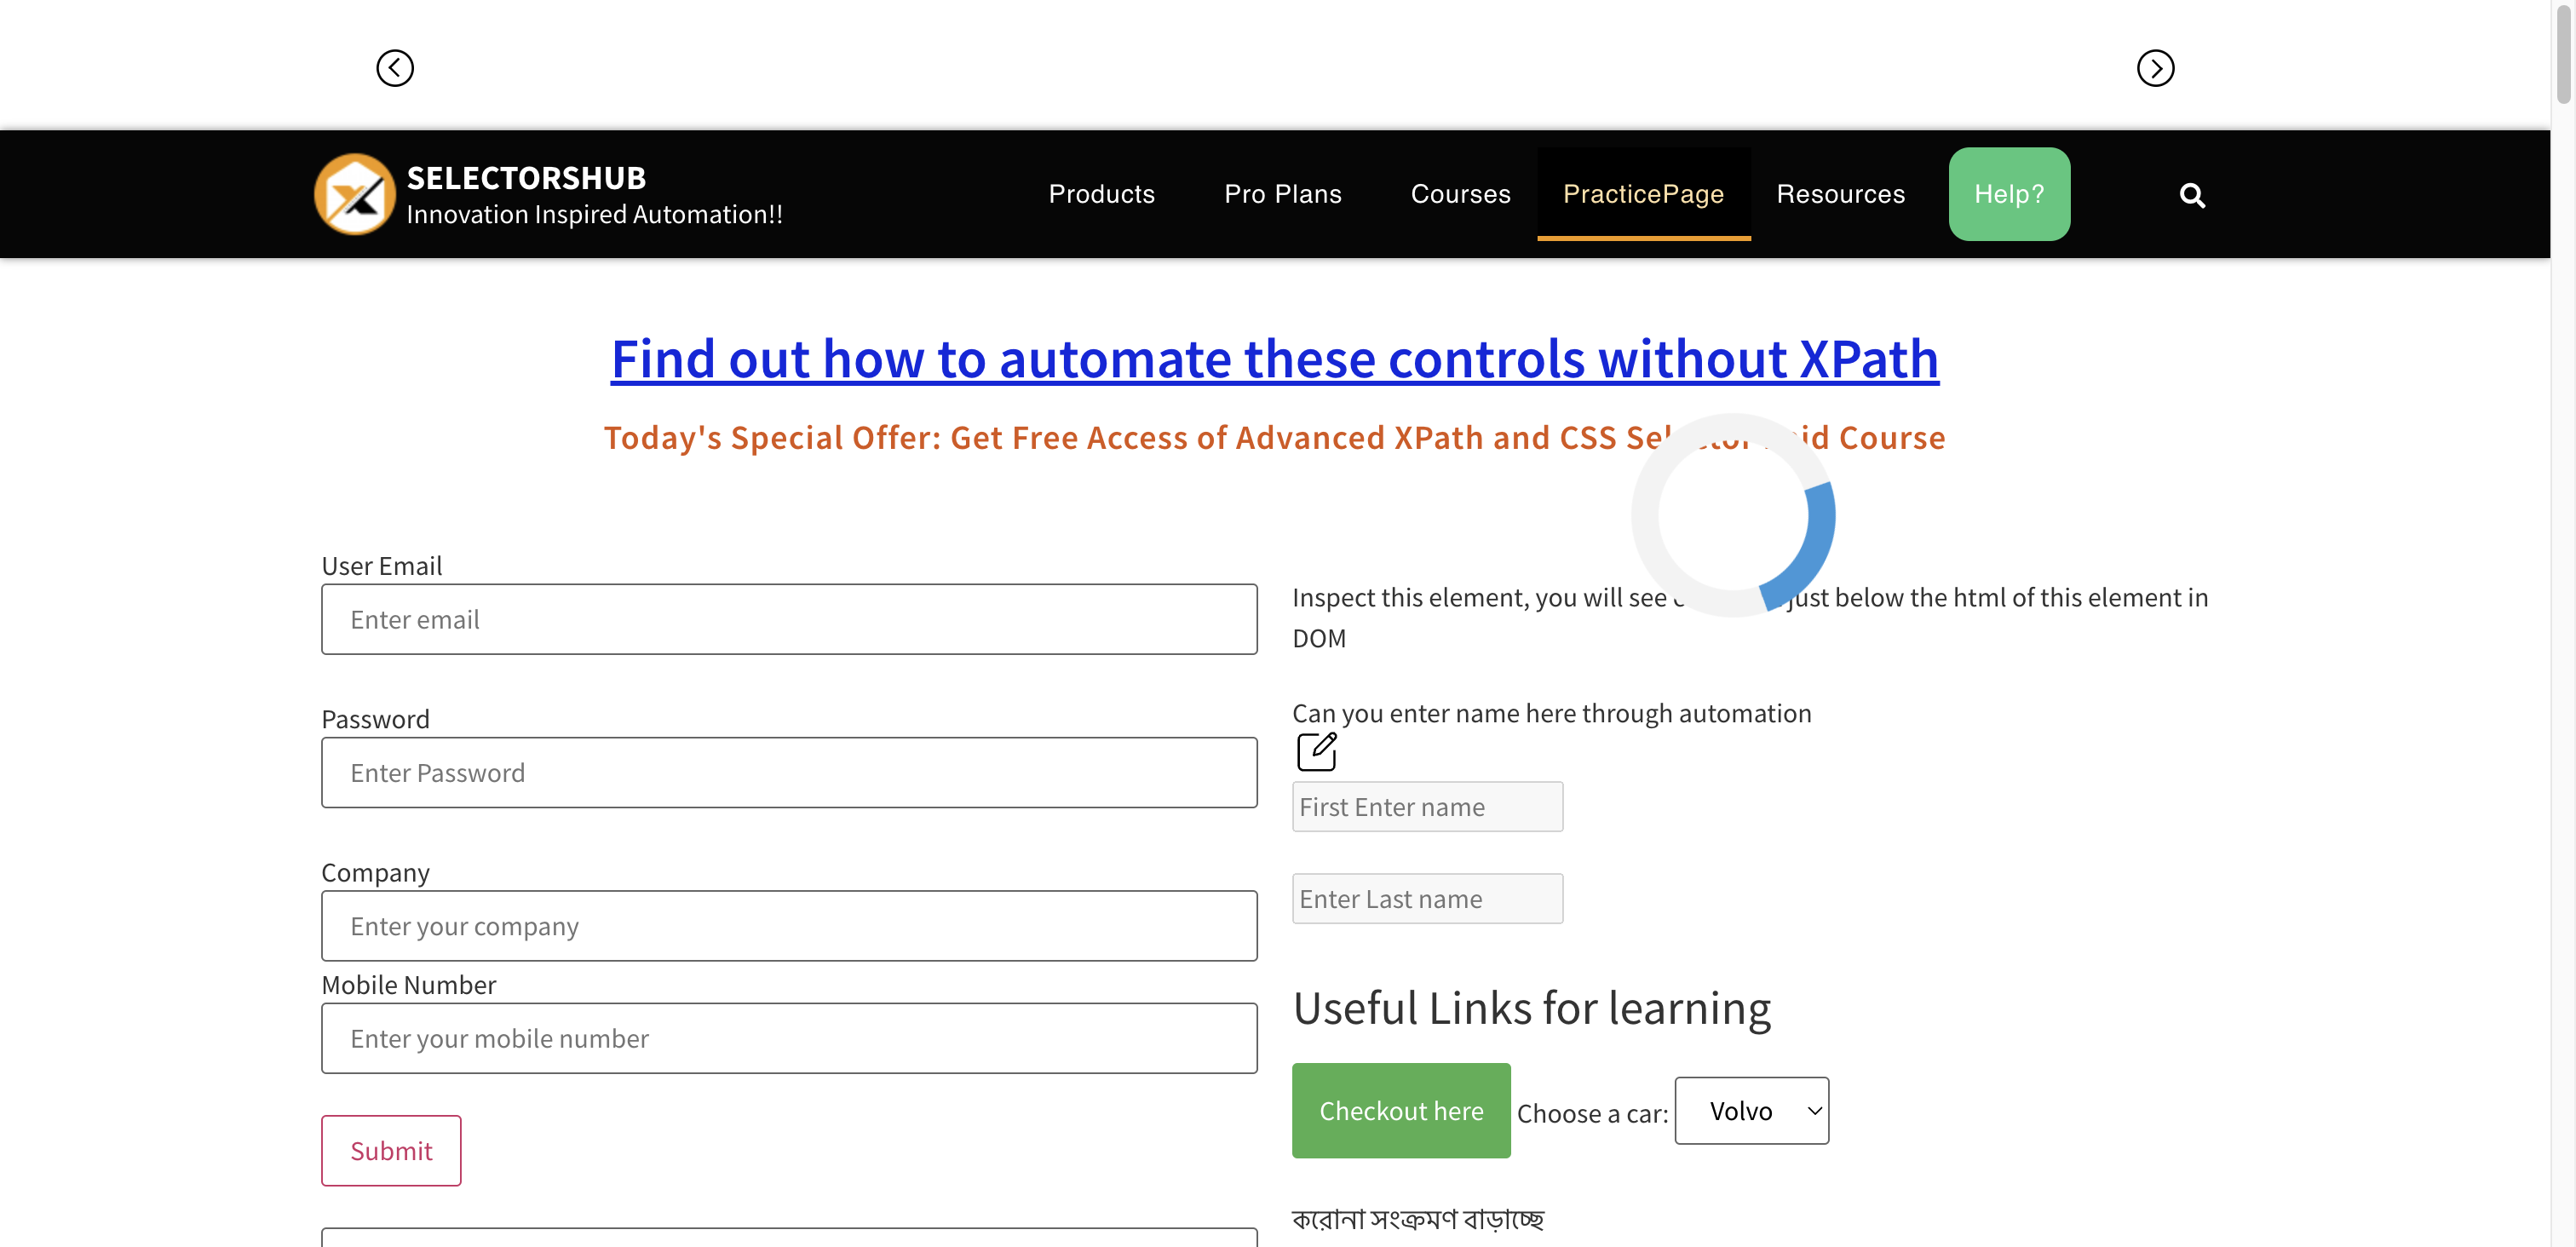 SELECTORSHUB
Innovation Inspired Automation!!
Products
Pro Plans
Courses
PracticePage
Resources
Help?
Find out how to automate these controls without XPath
Today's Special Offer: Get Free Access of Advanced XPath and CSS Course
User Email
Enter email
Password
Enter Password
Company
Enter your company
Mobile Number
Enter your mobile number
Submit
Inspect this element, you will see just below the html of this element in
DOM
Can you enter name here through automation
First Enter name
Enter Last name
Useful Links for learning
Checkout here
Choose a car:
Volvo
করোনা সংক্রমণ বাড়াচ্ছে